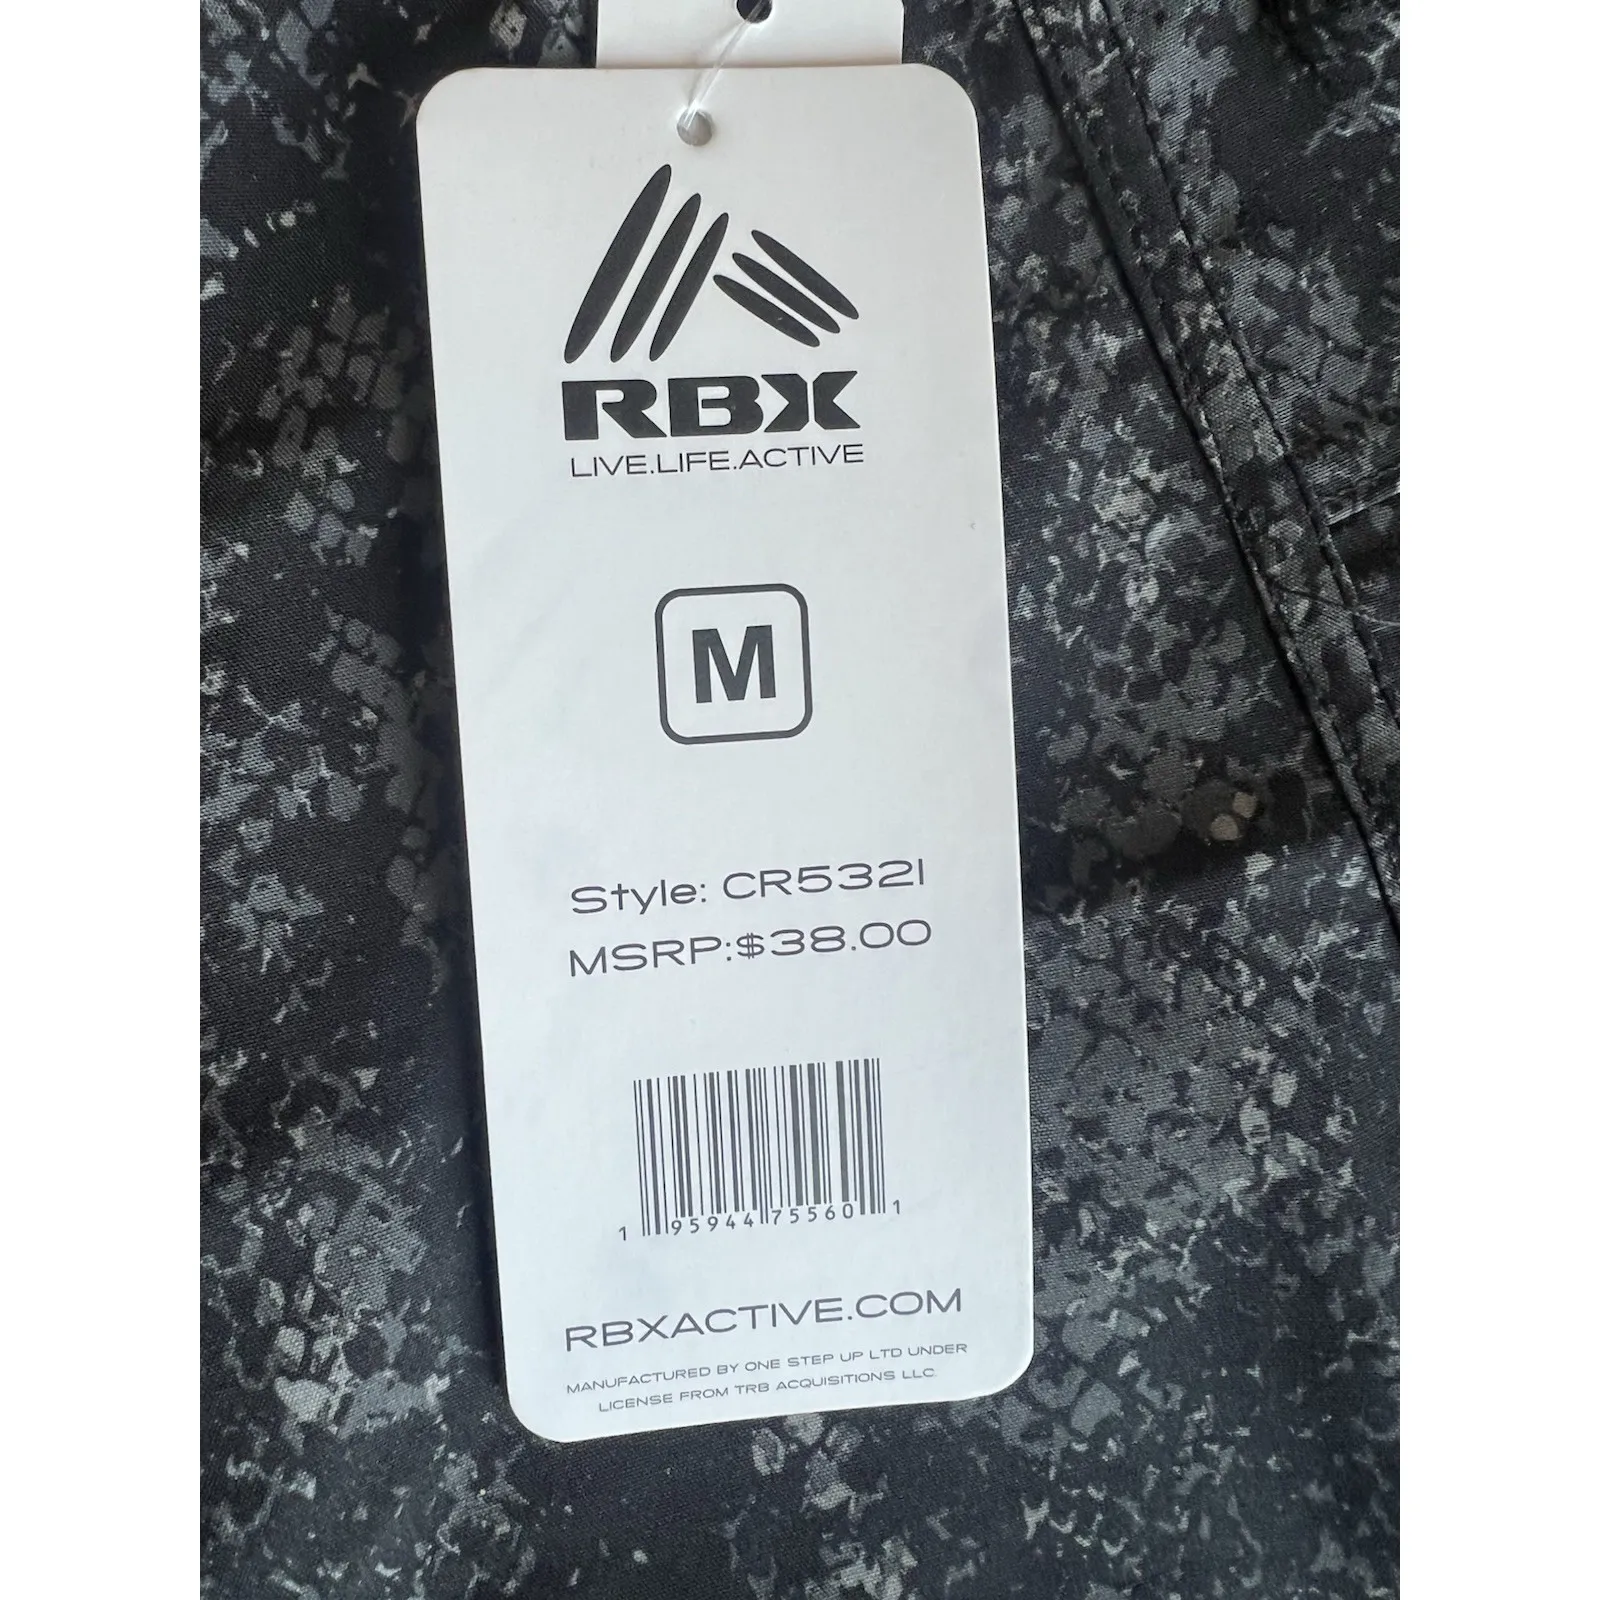 RBX
LIVE.LIFE.ACTIVE
M
Style: CR5321
MSRP:$38.00
1 95944 75560 1
RBXACTIVE.COM
MANUFACTURED BY ONE STEP UP LTD UNDER
LICENSE FROM TRB ACQUISITIONS LLC